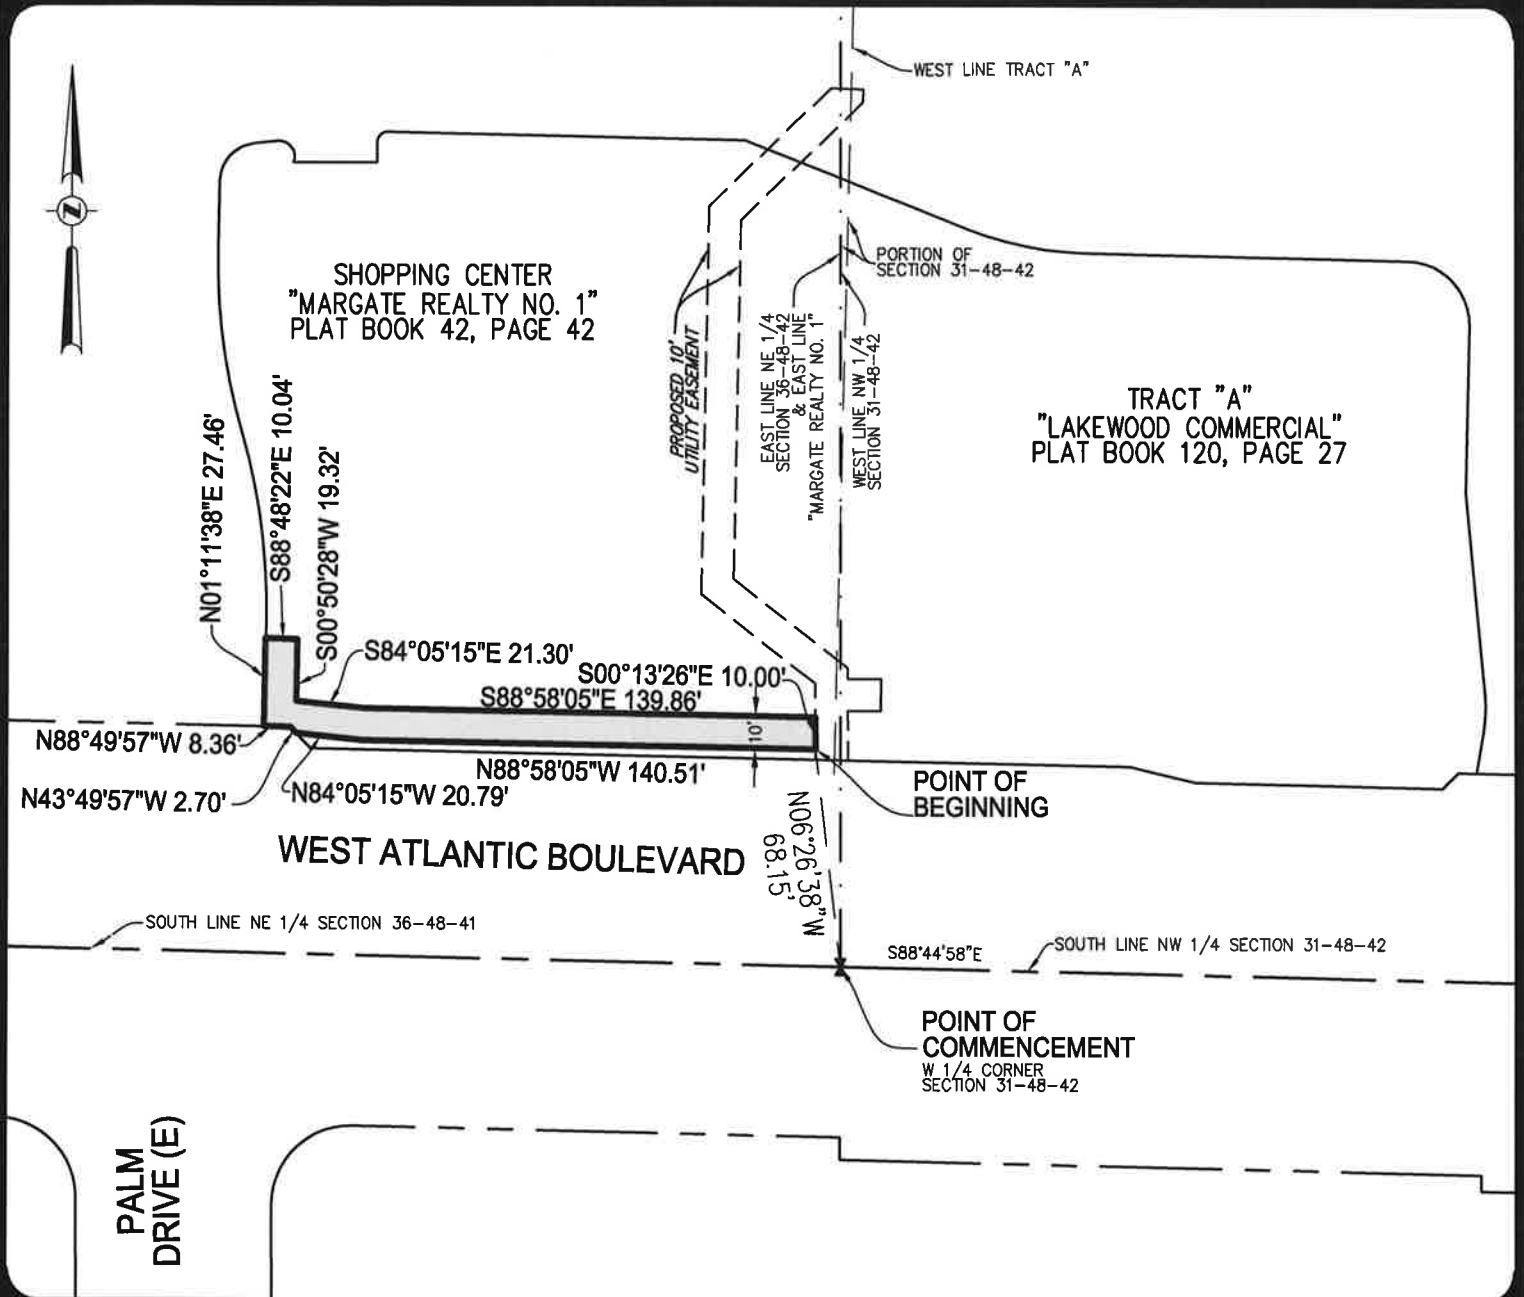 WEST LINE TRACT "A"
N
PORTION OF
SECTION 31-48-42
SHOPPING CENTER
"MARGATE REALTY NO. 1"
PLAT BOOK 42, PAGE 42
PROPOSED 10'
UTILITY EASEMENT
EAST LINE NE 1/4
SECTION 36-48-42
& EAST LINE
"MARGATE REALTY NO. 1"
WEST LINE NW 1/4
SECTION 31-48-42
TRACT "A"
"LAKEWOOD COMMERCIAL"
PLAT BOOK 120, PAGE 27
N01°11'38"E 27.46'
S88°48'22"E 10.04'
S00°50'28"W 19.32'
S84°05'15"E 21.30'
S00°13'26"E 10.00'
S88°58'05"E 139.86'
10'
N88°49'57"W 8.36'
N88°58'05"W 140.51'
N43°49'57"W 2.70'
N84°05'15"W 20.79'
POINT OF
BEGINNING
N06°26'38"W
68.15'
WEST ATLANTIC BOULEVARD
SOUTH LINE NE 1/4 SECTION 36-48-41
S88°44'58"E
SOUTH LINE NW 1/4 SECTION 31-48-42
POINT OF
COMMENCEMENT
W 1/4 CORNER
SECTION 31-48-42
PALM
DRIVE (E)